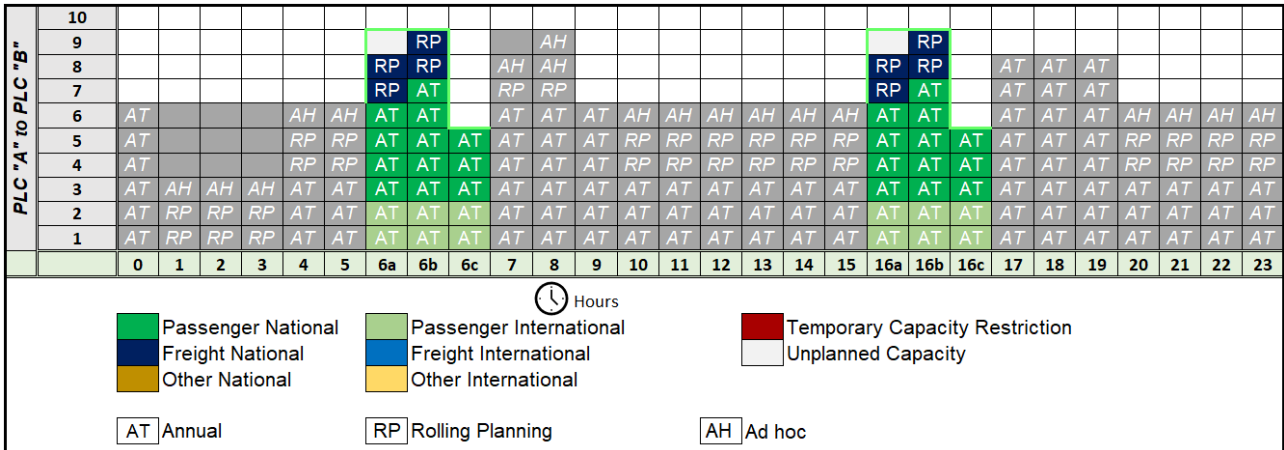 PLC "A" to PLC "B"
10
9 RP AH RP
8 RP RP AH AH RP RP AT AT AT
7 RP AT RP RP RP AT AT AT AT
6 AT AH AH AT AT AT AT AT AH AH AH AH AH AH AT AT AT AT AT AH AH AH AH
5 AT RP RP AT AT AT AT AT AT RP RP RP RP RP RP AT AT AT AT AT AT RP RP RP RP
4 AT RP RP AT AT AT AT AT AT RP RP RP RP RP RP AT AT AT AT AT AT RP RP RP RP
3 AT AH AH AH AT AT AT AT AT AT AT AT AT AT AT AT AT AT AT AT AT AT AT AT AT AT AT AT
2 AT RP RP RP AT AT AT AT AT AT AT AT AT AT AT AT AT AT AT AT AT AT AT AT AT AT AT AT
1 AT RP RP RP AT AT AT AT AT AT AT AT AT AT AT AT AT AT AT AT AT AT AT AT AT AT AT AT
0 1 2 3 4 5 6a 6b 6c 7 8 9 10 11 12 13 14 15 16a 16b 16c 17 18 19 20 21 22 23
Hours
Passenger National Passenger International Temporary Capacity Restriction
Freight National Freight International Unplanned Capacity
Other National Other International
AT Annual RP Rolling Planning AH Ad hoc